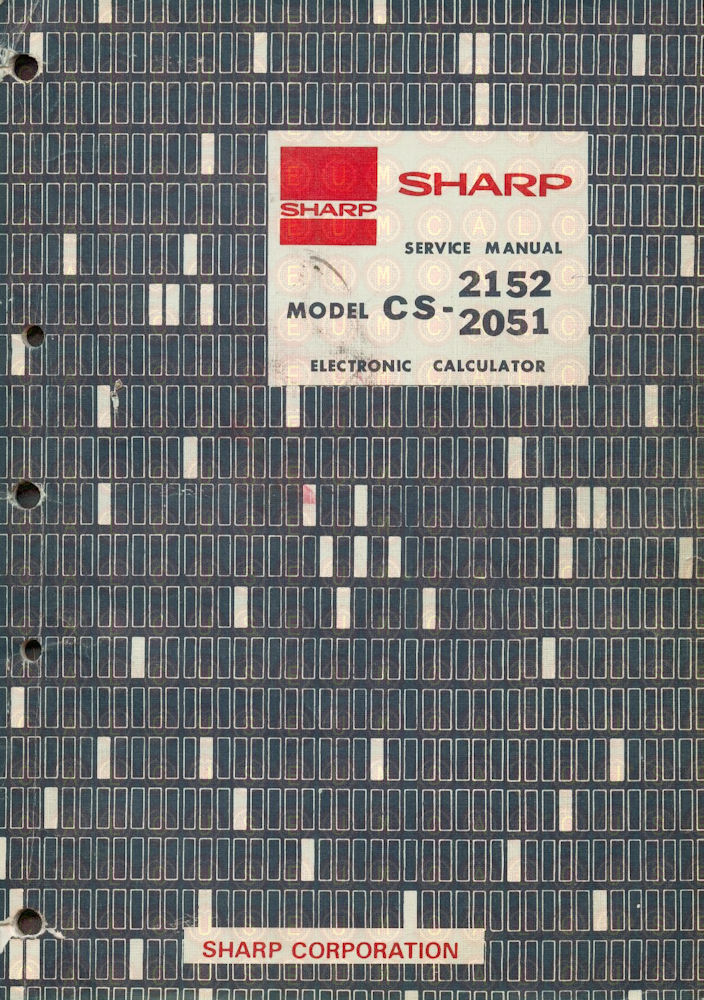 SHARP
SHARP
SERVICE MANUAL
MODEL CS-2152
2051
ELECTRONIC CALCULATOR
SHARP CORPORATION